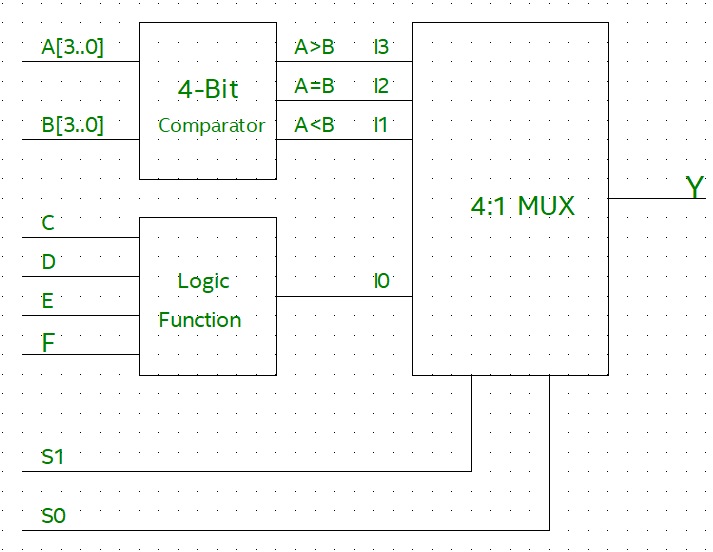 A[3..0]
B[3..0]
4-Bit
Comparator
A>B I3
A=B I2
A<B I1
4:1 MUX
Y
C
D
E
F
Logic
Function
I0
S1
S0